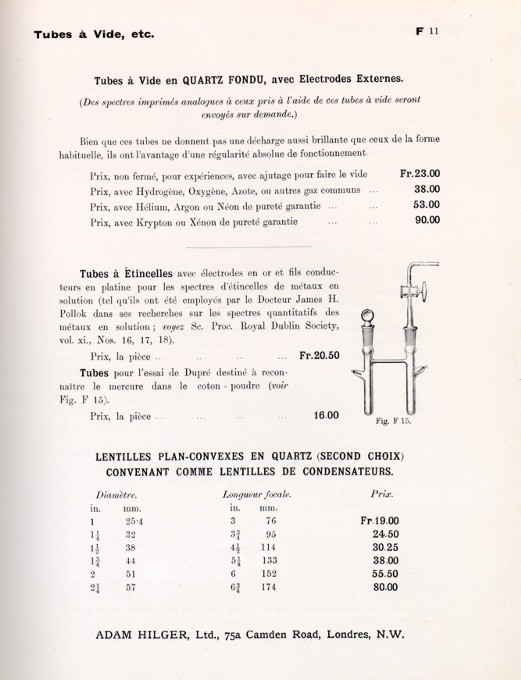 Tubes à Vide, etc.
F 11
Tubes à Vide en QUARTZ FONDU, avec Electrodes Externes.
(Des spectres imprimés analogues à ceux pris à l'aide de ces tubes à vide seront
envoyés sur demande.)
Bien que ces tubes ne donnent pas une décharge aussi brillante que ceux de la forme
habituelle, ils ont l'avantage d'une régularité absolue de fonctionnement.
Prix, non fermé, pour expériences, avec ajutage pour faire le vide Fr.23.00
Prix, avec Hydrogène, Oxygène, Azote, ou autres gaz communs ... 38.00
Prix, avec Hélium, Argon ou Néon de pureté garantie ... ... 53.00
Prix, avec Krypton ou Xénon de pureté garantie ... ... 90.00
Tubes à Étincelles avec électrodes en or et fils conduc-
teurs en platine pour les spectres d'étincelles de métaux en
solution (tel qu'ils ont été employés par le Docteur James H.
Pollok dans ses recherches sur les spectres quantitatifs des
métaux en solution ; voyez Sc. Proc. Royal Dublin Society,
vol. xi., Nos. 16, 17, 18).
Prix, la pièce .. .. .. ... Fr.20.50
Tubes pour l'essai de Dupré destiné à recon-
naître le mercure dans le coton-poudre (voir
Fig. F 15).
Prix, la pièce ... ... ... ... 16.00
Fig. F 15.
LENTILLES PLAN-CONVEXES EN QUARTZ (SECOND CHOIX)
CONVENANT COMME LENTILLES DE CONDENSATEURS.
Diamètre. Longueur focale. Prix.
in. mm. in. mm.
1 25·4 3 76 Fr.19.00
1¼ 32 3¾ 95 24.50
1½ 38 4½ 114 30.25
1¾ 44 5¼ 133 38.00
2 51 6 152 55.50
2¼ 57 6¾ 174 80.00
ADAM HILGER, Ltd., 75a Camden Road, Londres, N.W.